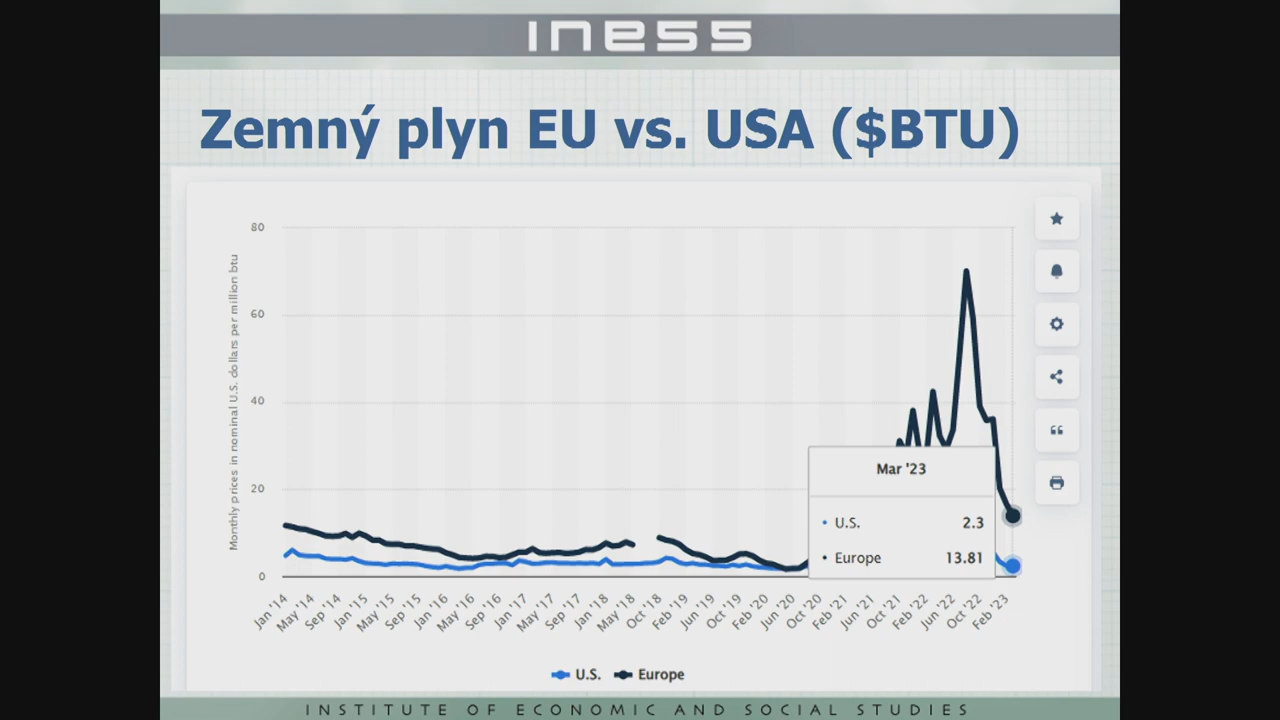 INESS
Zemný plyn EU vs. USA ($BTU)
Monthly prices in nominal U.S. dollars per million btu
80
60
40
20
0
Mar '23
U.S. 2.3
Europe 13.81
Jan '14 May '14 Sep '14 Jan '15 May '15 Sep '15 Jan '16 May '16 Sep '16 Jan '17 May '17 Sep '17 Jan '18 May '18 Oct '18 Feb '19 Jun '19 Oct '19 Feb '20 Jun '20 Oct '20 Feb '21 Jun '21 Oct '21 Feb '22 Jun '22 Oct '22 Feb '23
U.S. Europe
INSTITUTE OF ECONOMIC AND SOCIAL STUDIES